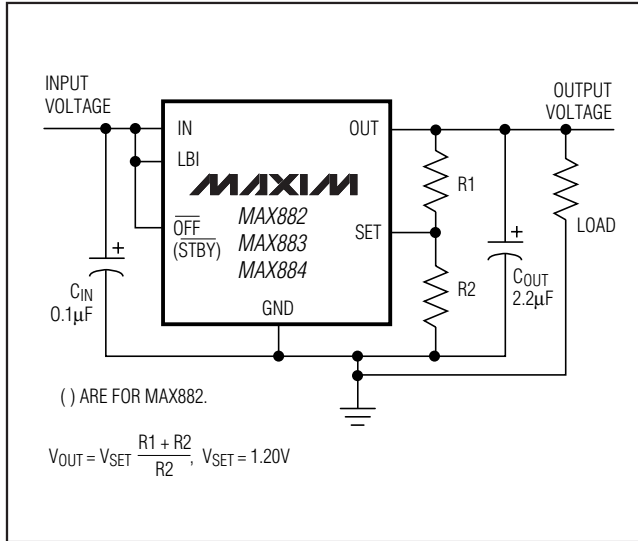 INPUT
VOLTAGE
OUTPUT
VOLTAGE
IN
OUT
LBI
MAXIM
MAX882
MAX883
MAX884
OFF
(STBY)
SET
GND
R1
R2
LOAD
+
CIN
0.1µF
+
COUT
2.2µF
( ) ARE FOR MAX882.
VOUT = VSET (R1 + R2)/R2, VSET = 1.20V